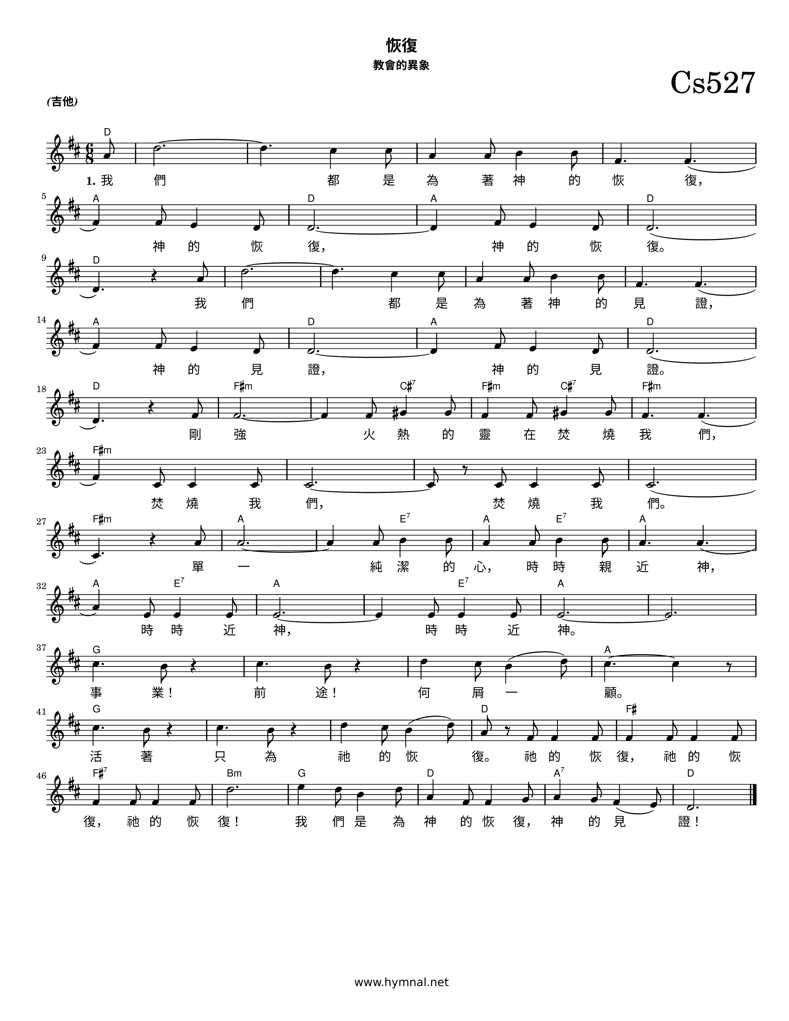 恢復
教會的異象
Cs527
(吉他)
D
1. 我 們 都 是 為 著 神 的 恢 復，
5 A D A D
神 的 恢 復， 神 的 恢 復。
9 D
我 們 都 是 為 著 神 的 見 證，
14 A D A D
神 的 見 證， 神 的 見 證。
18 D F♯m C♯7 F♯m C♯7 F♯m
剛 強 火 熱 的 靈 在 焚 燒 我 們，
23 F♯m
焚 燒 我 們， 焚 燒 我 們。
27 F♯m A E7 A E7 A
單 一 純 潔 的 心， 時 時 親 近 神，
32 A E7 A E7 A
時 時 近 神， 時 時 近 神。
37 G A
事 業！ 前 途！ 何 屑 一 顧。
41 G D F♯
活 著 只 為 祂 的 恢 復。 祂 的 恢 復， 祂 的 恢
46 F♯7 Bm G D A7 D
復， 祂 的 恢 復！ 我 們 是 為 神 的 恢 復， 神 的 見 證！
www.hymnal.net